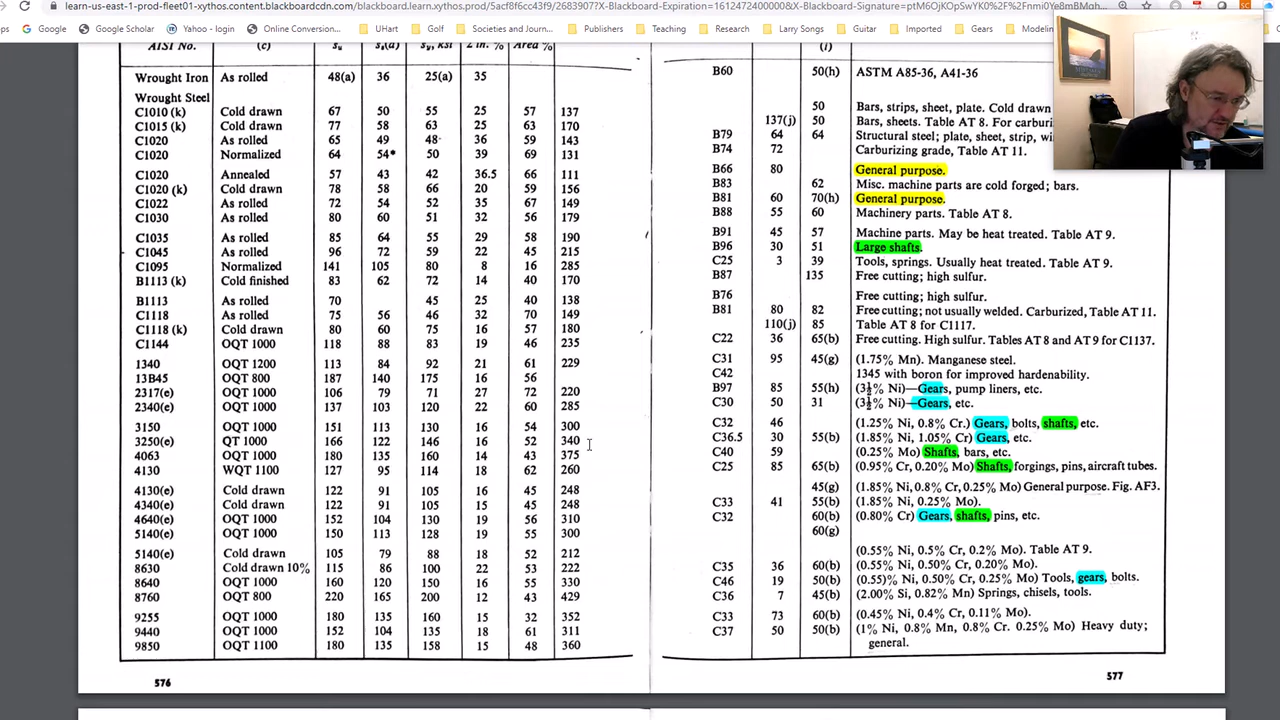 learn-us-east-1-prod-fleet01-xythos.content.blackboardcdn.com/blackboard.learn.xythos.prod/5acf8f6cc43f9/2683907?X-Blackboard-Expiration=1612472400000&X-Blackboard-Signature=
Google Google Scholar Yahoo - login Online Conversion... Golf Societies and Journ... Publishers Teaching Research Larry Songs Guitar Imported Gears
AISI No. (c) su ss(a) sy, ksi 2 in. % Area %
Wrought Iron As rolled 48(a) 36 25(a) 35
Wrought Steel
C1010 (k) Cold drawn 67 50 55 25 57 137
C1015 (k) Cold drawn 77 58 63 25 63 170
C1020 As rolled 65 49 48 36 59 143
C1020 Normalized 64 54* 50 39 69 131
C1020 Annealed 57 43 42 36.5 66 111
C1020 (k) Cold drawn 78 58 66 20 59 156
C1022 As rolled 72 54 52 35 67 149
C1030 As rolled 80 60 51 32 56 179
C1035 As rolled 85 64 55 29 58 190
C1045 As rolled 96 72 59 22 45 215
C1095 Normalized 141 105 80 8 16 285
B1113 (k) Cold finished 83 62 72 14 40 170
B1113 As rolled 70 45 25 40 138
C1118 As rolled 75 56 46 32 70 149
C1118 (k) Cold drawn 80 60 75 16 57 180
C1144 OQT 1000 118 88 83 19 46 235
1340 OQT 1200 113 84 92 21 61 229
13B45 OQT 800 187 140 175 16 56
2317(e) OQT 1000 106 79 71 27 72 220
2340(e) OQT 1000 137 103 120 22 60 285
3150 OQT 1000 151 113 130 16 54 300
3250(e) QT 1000 166 122 146 16 52 340
4063 OQT 1000 180 135 160 14 43 375
4130 WQT 1100 127 95 114 18 62 260
4130(e) Cold drawn 122 91 105 16 45 248
4340(e) Cold drawn 122 91 105 15 45 248
4640(e) OQT 1000 152 104 130 19 56 310
5140(e) OQT 1000 150 113 128 19 55 300
5140(e) Cold drawn 105 79 88 18 52 212
8630 Cold drawn 10% 115 86 100 22 53 222
8640 OQT 1000 160 120 150 16 55 330
8760 OQT 800 220 165 200 12 43 429
9255 OQT 1000 180 135 160 15 32 352
9440 OQT 1000 152 104 135 18 61 311
9850 OQT 1100 180 135 158 15 48 360
576
(i)
B60 50(h) ASTM A85-36, A41-36
50 Bars, strips, sheet, plate. Cold drawn
137(j) 50 Bars, sheets. Table AT 8. For carburi
B79 64 64 Structural steel; plate, sheet, strip, wi
B74 72 Carburizing grade, Table AT 11.
B66 80 General purpose.
B83 62 Misc. machine parts are cold forged; bars.
B81 60 70(h) General purpose.
B88 55 60 Machinery parts. Table AT 8.
B91 45 57 Machine parts. May be heat treated. Table AT 9.
B96 30 51 Large shafts.
C25 3 39 Tools, springs. Usually heat treated. Table AT 9.
B87 135 Free cutting; high sulfur.
B76 Free cutting; high sulfur.
B81 80 82 Free cutting; not usually welded. Carburized, Table AT 11.
110(j) 85 Table AT 8 for C1117.
C22 36 65(b) Free cutting. High sulfur. Tables AT 8 and AT 9 for C1137.
C31 95 45(g) (1.75% Mn). Manganese steel.
C42 1345 with boron for improved hardenability.
B97 85 55(h) (3½% Ni)—Gears, pump liners, etc.
C30 50 31 (3½% Ni)—Gears, etc.
C32 46 (1.25% Ni, 0.8% Cr.) Gears, bolts, shafts, etc.
C36.5 30 55(b) (1.85% Ni, 1.05% Cr) Gears, etc.
C40 59 (0.25% Mo) Shafts, bars, etc.
C25 85 65(b) (0.95% Cr, 0.20% Mo) Shafts, forgings, pins, aircraft tubes.
45(g) (1.85% Ni, 0.8% Cr, 0.25% Mo) General purpose. Fig. AF3.
C33 41 55(b) (1.85% Ni, 0.25% Mo).
C32 60(b) (0.80% Cr) Gears, shafts, pins, etc.
60(g)
(0.55% Ni, 0.5% Cr, 0.2% Mo). Table AT 9.
C35 36 60(b) (0.55% Ni, 0.50% Cr, 0.20% Mo).
C46 19 50(b) (0.55)% Ni, 0.50% Cr, 0.25% Mo) Tools, gears, bolts.
C36 7 45(b) (2.00% Si, 0.82% Mn) Springs, chisels, tools.
C33 73 60(b) (0.45% Ni, 0.4% Cr, 0.11% Mo).
C37 50 50(b) (1% Ni, 0.8% Mn, 0.8% Cr. 0.25% Mo) Heavy duty;
general.
577